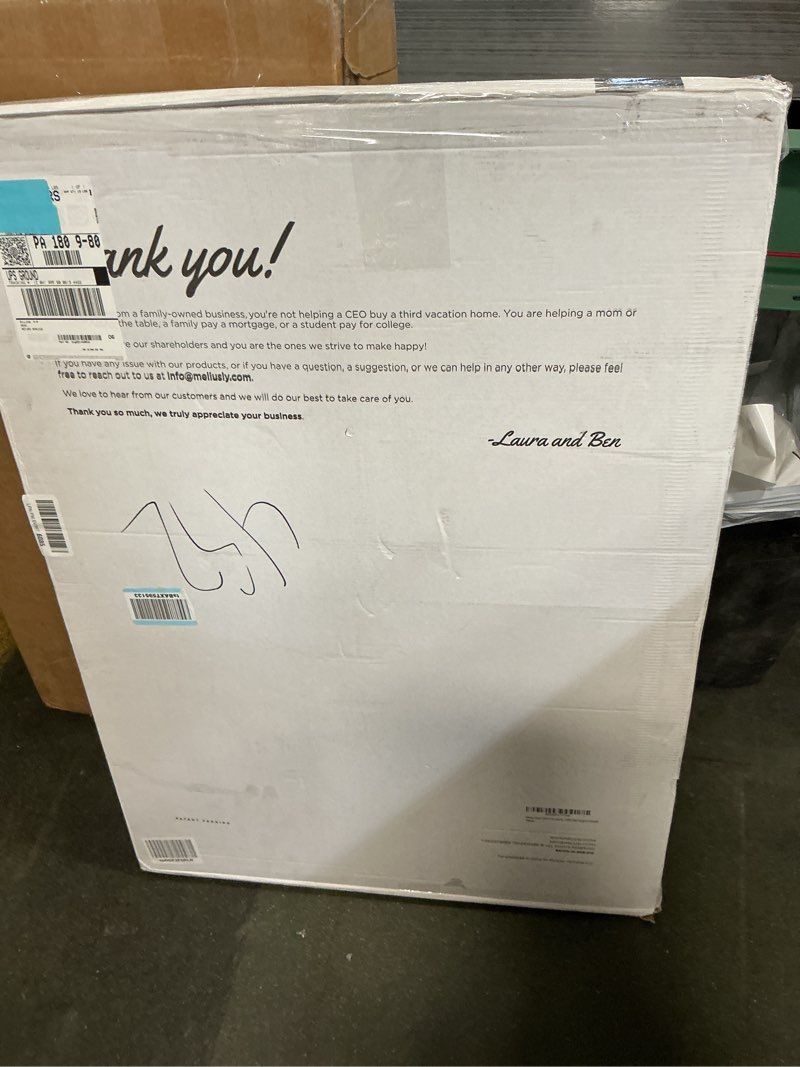 PA 180 9-80
UPS GROUND
ank you!
om a family-owned business, you're not helping a CEO buy a third vacation home. You are helping a mom or
the table, a family pay a mortgage, or a student pay for college.
e our shareholders and you are the ones we strive to make happy!
If you have any issue with our products, or if you have a question, a suggestion, or we can help in any other way, please feel
free to reach out to us at Info@mellusly.com.
We love to hear from our customers and we will do our best to take care of you.
Thank you so much, we truly appreciate your business.
-Laura and Ben
PATENT PENDING